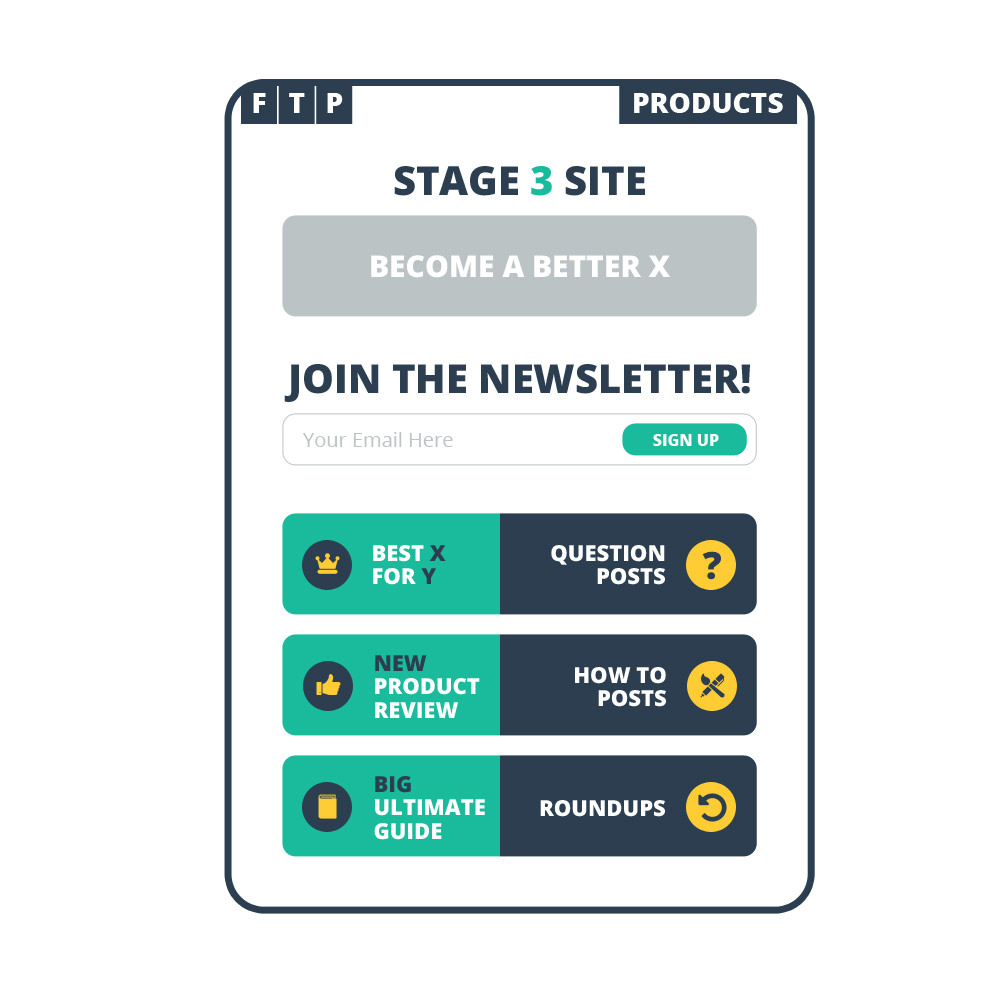 F T P
PRODUCTS
STAGE 3 SITE
BECOME A BETTER X
JOIN THE NEWSLETTER!
Your Email Here
SIGN UP
BEST X
FOR Y
QUESTION
POSTS
?
NEW
PRODUCT
REVIEW
HOW TO
POSTS
BIG
ULTIMATE
GUIDE
ROUNDUPS